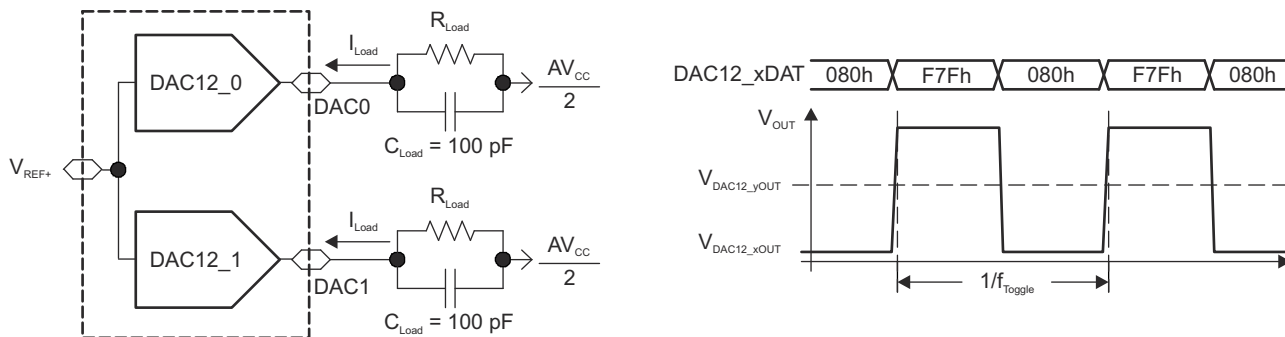 R_Load
I_Load
AV_CC
2
DAC12_0
DAC0
C_Load = 100 pF
V_REF+
R_Load
I_Load
AV_CC
2
DAC12_1
DAC1
C_Load = 100 pF
DAC12_xDAT 080h F7Fh 080h F7Fh 080h
V_OUT
V_DAC12_yOUT
V_DAC12_xOUT
1/f_Toggle